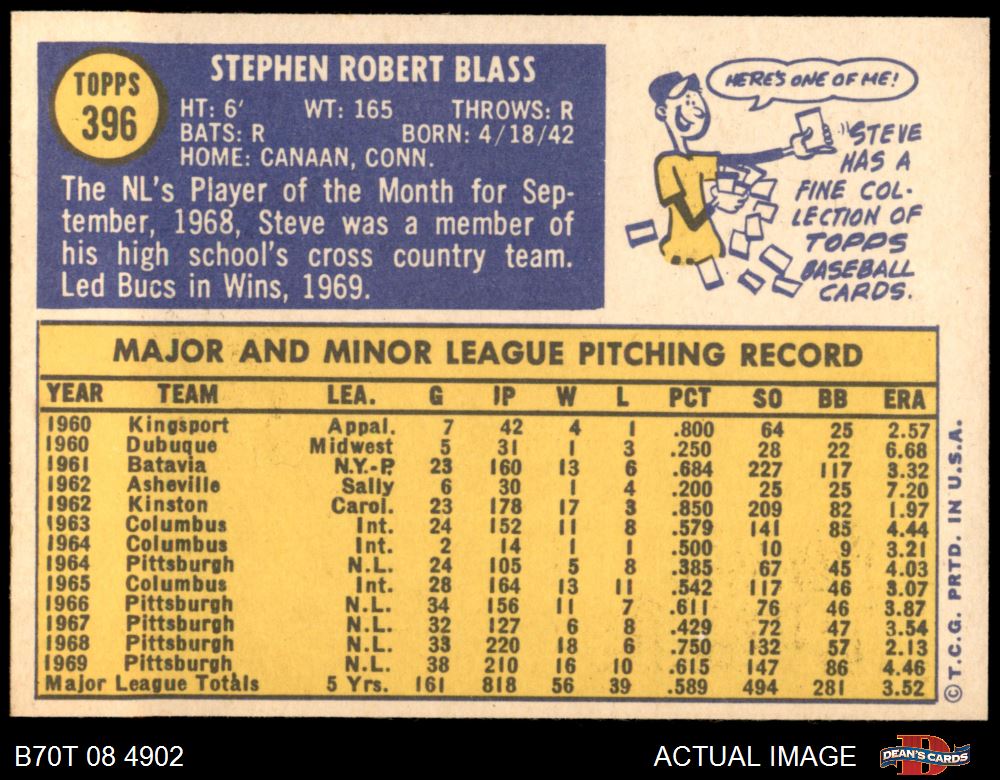 TOPPS
396
STEPHEN ROBERT BLASS
HT: 6' WT: 165 THROWS: R
BATS: R BORN: 4/18/42
HOME: CANAAN, CONN.
The NL's Player of the Month for Sep-
tember, 1968, Steve was a member of
his high school's cross country team.
Led Bucs in Wins, 1969.
HERE'S ONE OF ME!
STEVE
HAS A
FINE COL-
LECTION OF
TOPPS
BASEBALL
CARDS.
MAJOR AND MINOR LEAGUE PITCHING RECORD
YEAR TEAM LEA. G IP W L PCT SO BB ERA
1960 Kingsport Appal. 7 42 4 1 .800 64 25 2.57
1960 Dubuque Midwest 5 31 1 3 .250 28 22 6.68
1961 Batavia N.Y.-P. 23 160 13 6 .684 227 117 3.32
1962 Asheville Sally 6 30 1 4 .200 25 25 7.20
1962 Kinston Carol. 23 178 17 3 .850 209 82 1.97
1963 Columbus Int. 24 152 11 8 .579 141 85 4.44
1964 Columbus Int. 2 14 1 1 .500 10 9 3.21
1964 Pittsburgh N.L. 24 105 5 8 .385 67 45 4.03
1965 Columbus Int. 28 164 13 11 .542 117 46 3.07
1966 Pittsburgh N.L. 34 156 11 7 .611 76 46 3.87
1967 Pittsburgh N.L. 32 127 6 8 .429 72 47 3.54
1968 Pittsburgh N.L. 33 220 18 6 .750 132 57 2.13
1969 Pittsburgh N.L. 38 210 16 10 .615 147 86 4.46
Major League Totals 5 Yrs. 161 818 56 39 .589 494 281 3.52
© T.C.G. PRTD. IN U.S.A.
B70T 08 4902
ACTUAL IMAGE
DEAN'S CARDS